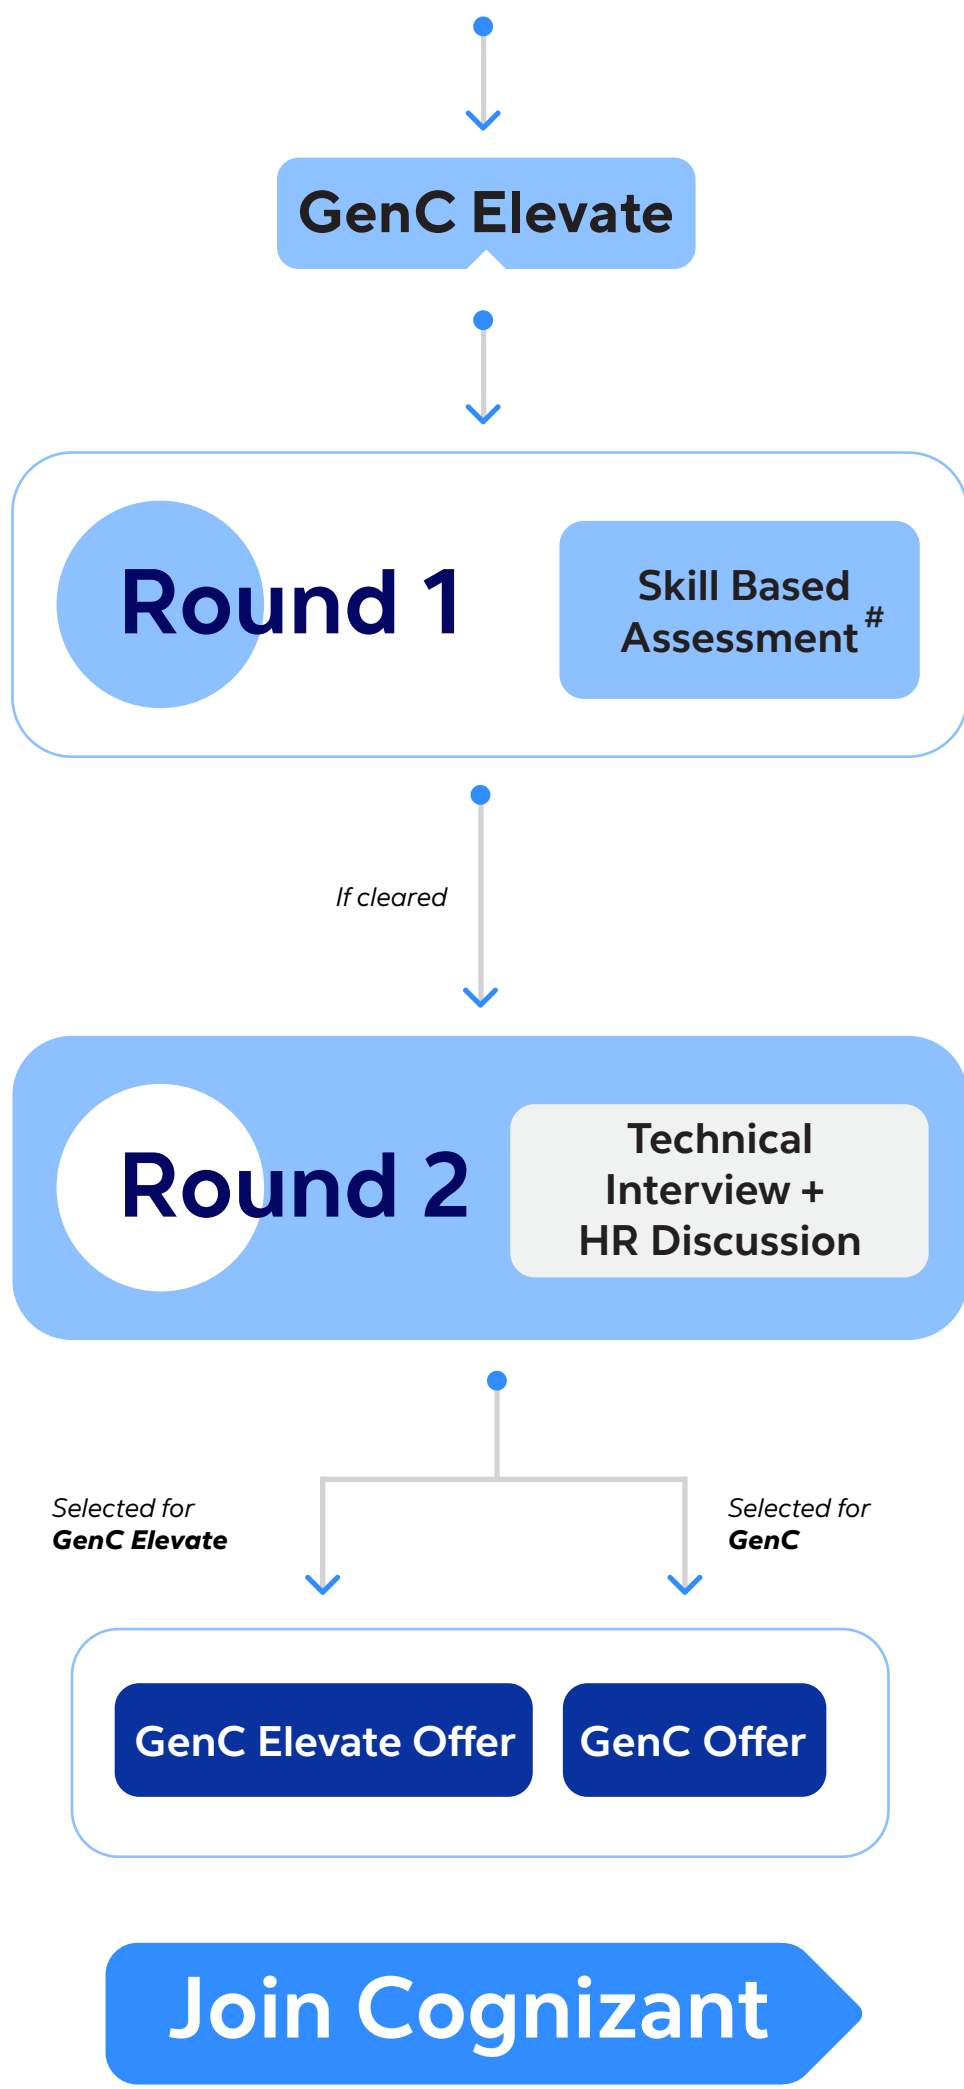 GenC Elevate
Round 1
Skill Based
Assessment#
If cleared
Round 2
Technical
Interview +
HR Discussion
Selected for
GenC Elevate
Selected for
GenC
GenC Elevate Offer
GenC Offer
Join Cognizant